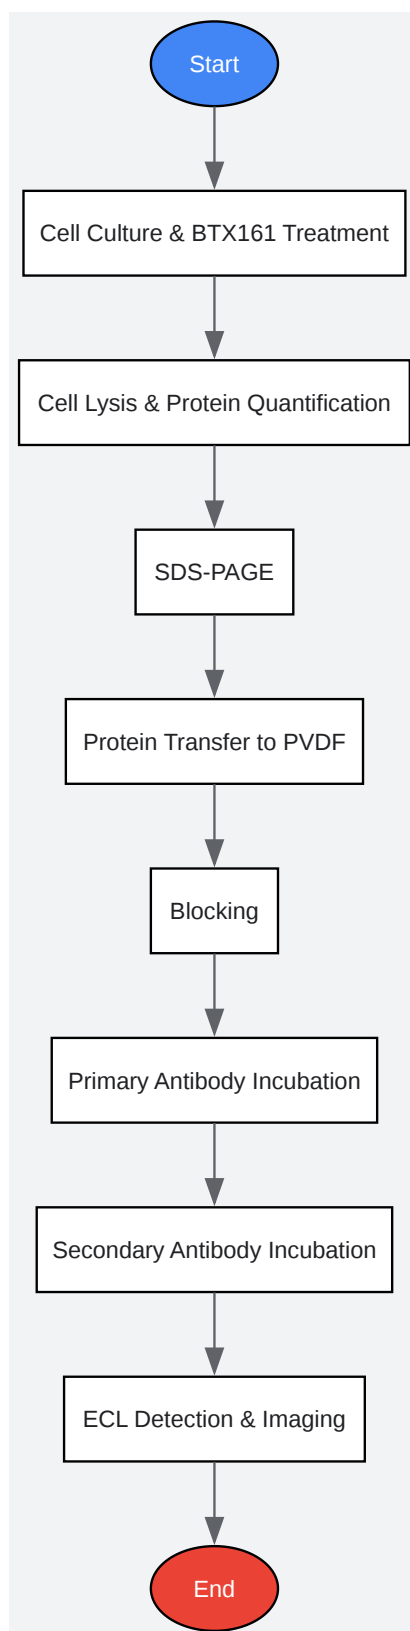 Start
Cell Culture & BTX161 Treatment
Cell Lysis & Protein Quantification
SDS-PAGE
Protein Transfer to PVDF
Blocking
Primary Antibody Incubation
Secondary Antibody Incubation
ECL Detection & Imaging
End